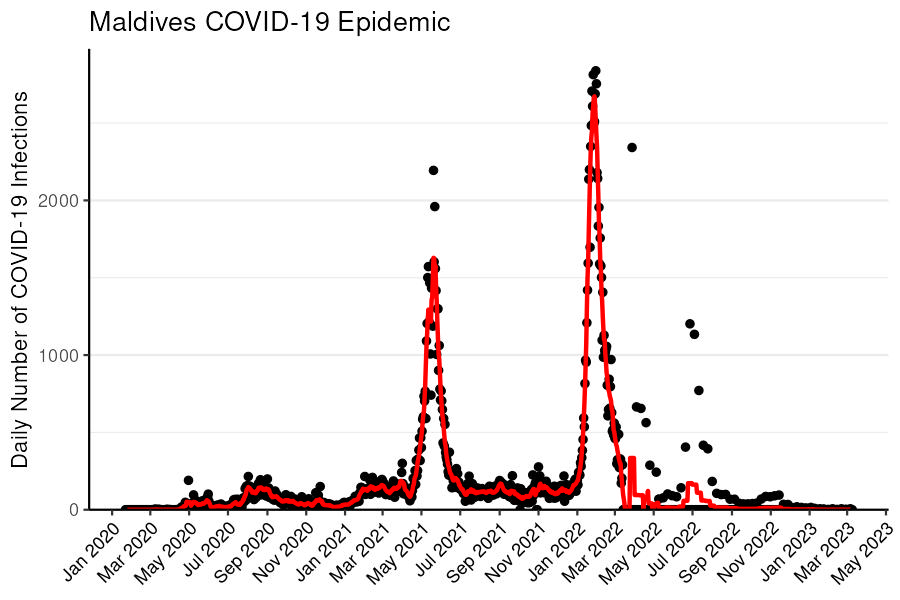 Maldives COVID-19 Epidemic
Daily Number of COVID-19 Infections
2000
1000
0
Jan 2020
Mar 2020
May 2020
Jul 2020
Sep 2020
Nov 2020
Jan 2021
Mar 2021
May 2021
Jul 2021
Sep 2021
Nov 2021
Jan 2022
Mar 2022
May 2022
Jul 2022
Sep 2022
Nov 2022
Jan 2023
Mar 2023
May 2023